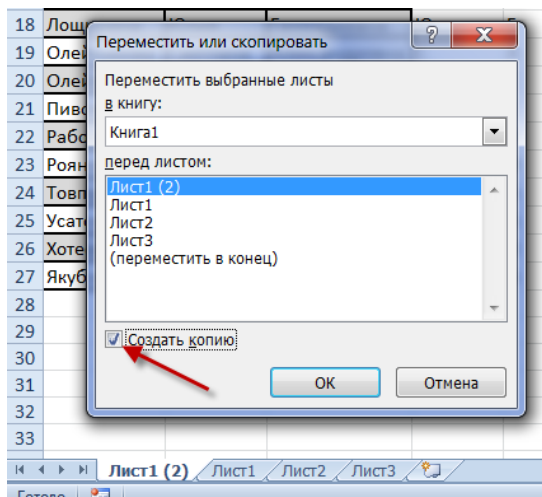 18 Лощ
19 Олей
20 Олей
21 Пиво
22 Рабо
23 Роян
24 Товп
25 Усат
26 Хоте
27 Якуб
28
29
30
31
32
33
Переместить или скопировать
Переместить выбранные листы
в книгу:
Книга1
перед листом:
Лист1 (2)
Лист1
Лист2
Лист3
(переместить в конец)
Создать копию
ОК Отмена
Лист1 (2) Лист1 Лист2 Лист3
Готово